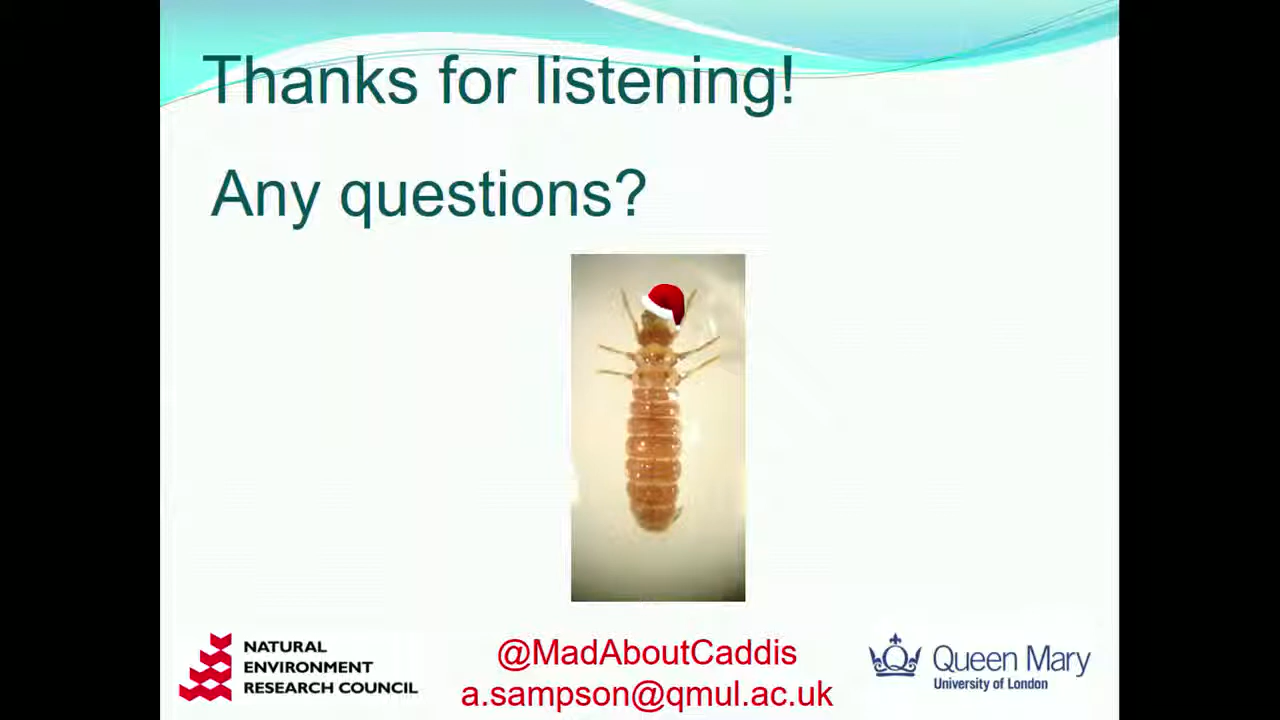 Thanks for listening!
Any questions?
NATURAL
ENVIRONMENT
RESEARCH COUNCIL
@MadAboutCaddis
a.sampson@qmul.ac.uk
Queen Mary
University of London